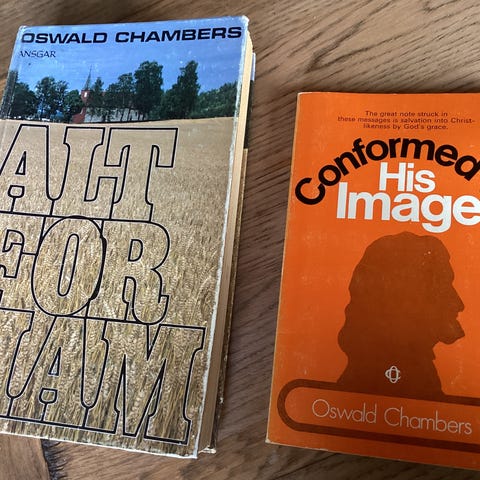 OSWALD CHAMBERS
ANSGAR
ALT
FOR
HAM
The great note struck in
these messages is salvation into Christ-
likeness by God's grace.
Conformed
His
Image
Oswald Chambers